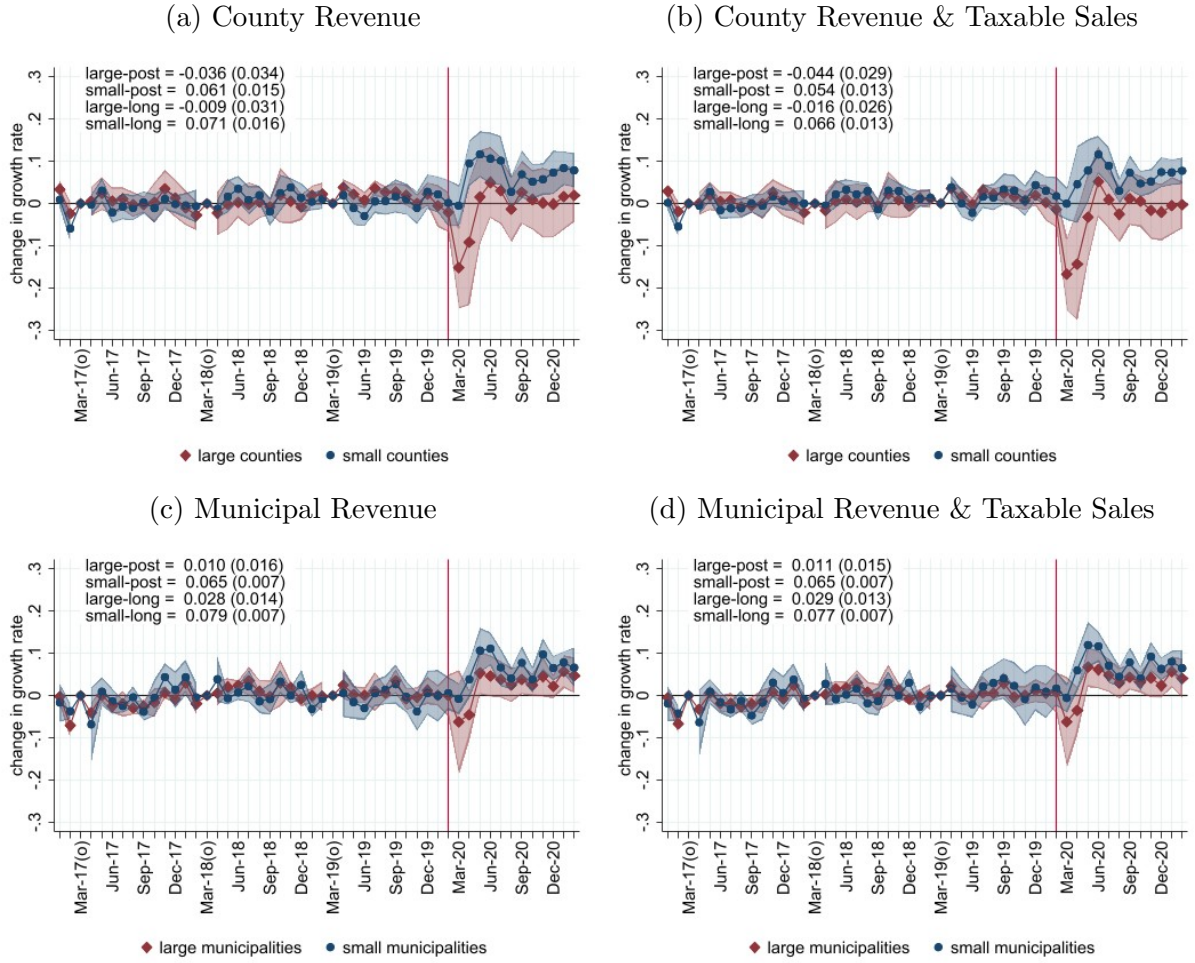 (a) County Revenue
large-post = -0.036 (0.034)
small-post = 0.061 (0.015)
large-long = -0.009 (0.031)
small-long = 0.071 (0.016)
change in growth rate
.3
.2
.1
0
-.1
-.2
-.3
Mar-17(o)
Jun-17
Sep-17
Dec-17
Mar-18(o)
Jun-18
Sep-18
Dec-18
Mar-19(o)
Jun-19
Sep-19
Dec-19
Mar-20
Jun-20
Sep-20
Dec-20
large counties small counties
(b) County Revenue & Taxable Sales
large-post = -0.044 (0.029)
small-post = 0.054 (0.013)
large-long = -0.016 (0.026)
small-long = 0.066 (0.013)
change in growth rate
.3
.2
.1
0
-.1
-.2
-.3
Mar-17(o)
Jun-17
Sep-17
Dec-17
Mar-18(o)
Jun-18
Sep-18
Dec-18
Mar-19(o)
Jun-19
Sep-19
Dec-19
Mar-20
Jun-20
Sep-20
Dec-20
large counties small counties
(c) Municipal Revenue
large-post = 0.010 (0.016)
small-post = 0.065 (0.007)
large-long = 0.028 (0.014)
small-long = 0.079 (0.007)
change in growth rate
.3
.2
.1
0
-.1
-.2
-.3
Mar-17(o)
Jun-17
Sep-17
Dec-17
Mar-18(o)
Jun-18
Sep-18
Dec-18
Mar-19(o)
Jun-19
Sep-19
Dec-19
Mar-20
Jun-20
Sep-20
Dec-20
large municipalities small municipalities
(d) Municipal Revenue & Taxable Sales
large-post = 0.011 (0.015)
small-post = 0.065 (0.007)
large-long = 0.029 (0.013)
small-long = 0.077 (0.007)
change in growth rate
.3
.2
.1
0
-.1
-.2
-.3
Mar-17(o)
Jun-17
Sep-17
Dec-17
Mar-18(o)
Jun-18
Sep-18
Dec-18
Mar-19(o)
Jun-19
Sep-19
Dec-19
Mar-20
Jun-20
Sep-20
Dec-20
large municipalities small municipalities